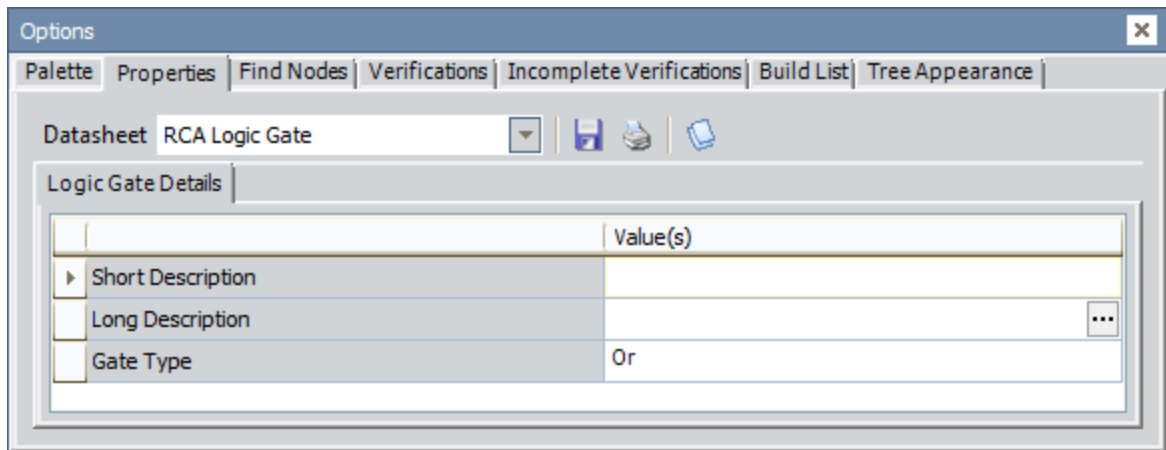 Options
Palette Properties Find Nodes Verifications Incomplete Verifications Build List Tree Appearance
Datasheet RCA Logic Gate
Logic Gate Details
Value(s)
Short Description
Long Description ...
Gate Type Or